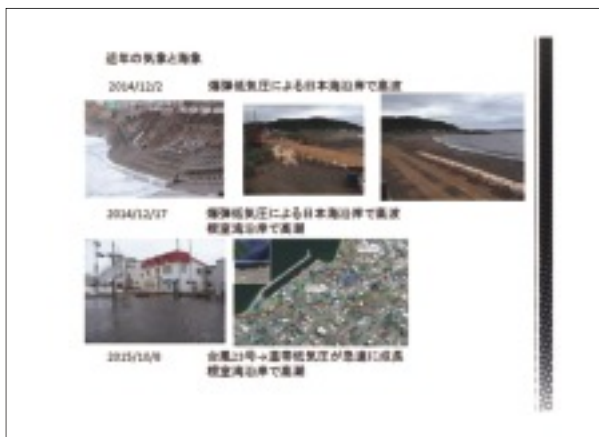 近年の気象と海象
2014/12/2 爆弾低気圧による日本海沿岸で高波
2014/12/17 爆弾低気圧による日本海沿岸で高波
根室湾沿岸で高潮
2015/10/8 台風23号→温帯低気圧が急速に成長
根室湾沿岸で高潮